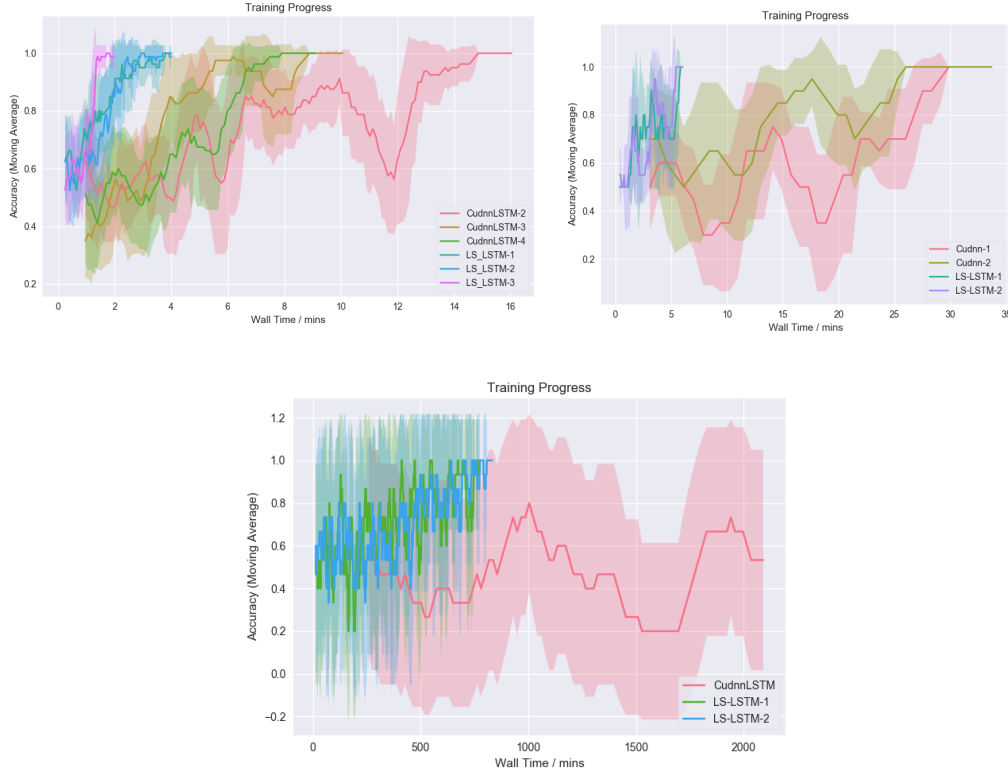 Training Progress
Accuracy (Moving Average)
1.0
0.8
0.6
0.4
0.2
CudnnLSTM-2
CudnnLSTM-3
CudnnLSTM-4
LS_LSTM-1
LS_LSTM-2
LS_LSTM-3
0 2 4 6 8 10 12 14 16
Wall Time / mins
Training Progress
Accuracy (Moving Average)
1.0
0.8
0.6
0.4
0.2
Cudnn-1
Cudnn-2
LS-LSTM-1
LS-LSTM-2
0 5 10 15 20 25 30 35
Wall Time / mins
Training Progress
Accuracy (Moving Average)
1.2
1.0
0.8
0.6
0.4
0.2
0.0
−0.2
CudnnLSTM
LS-LSTM-1
LS-LSTM-2
0 500 1000 1500 2000
Wall Time / mins